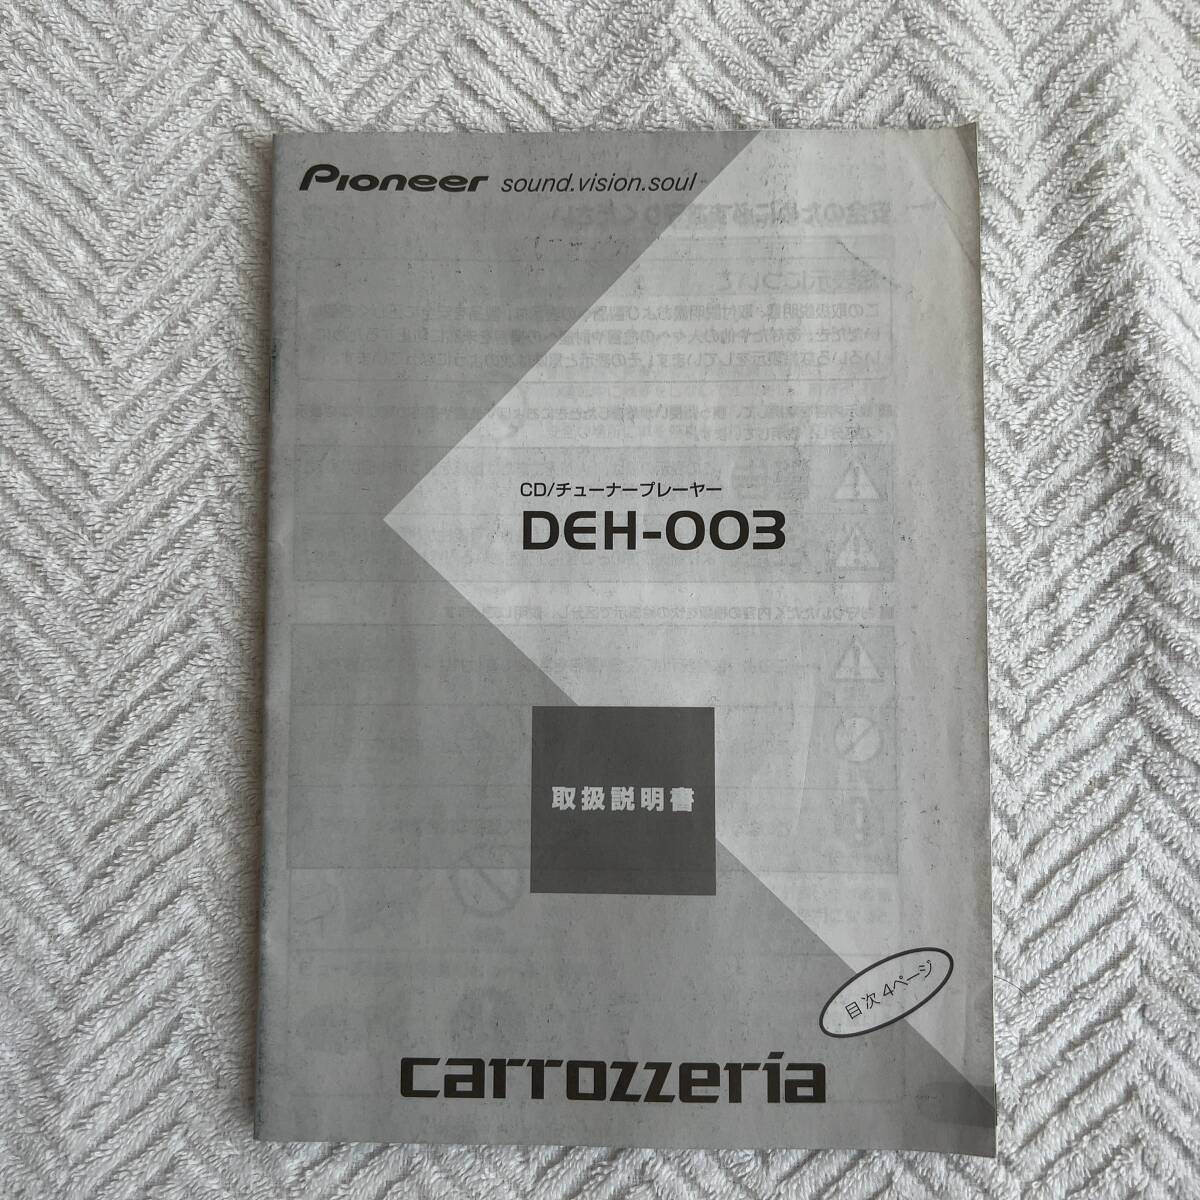 Pioneer sound.vision.soul
CD/チューナープレーヤー
DEH-003
取扱説明書
目次4ページ
carrozzeria